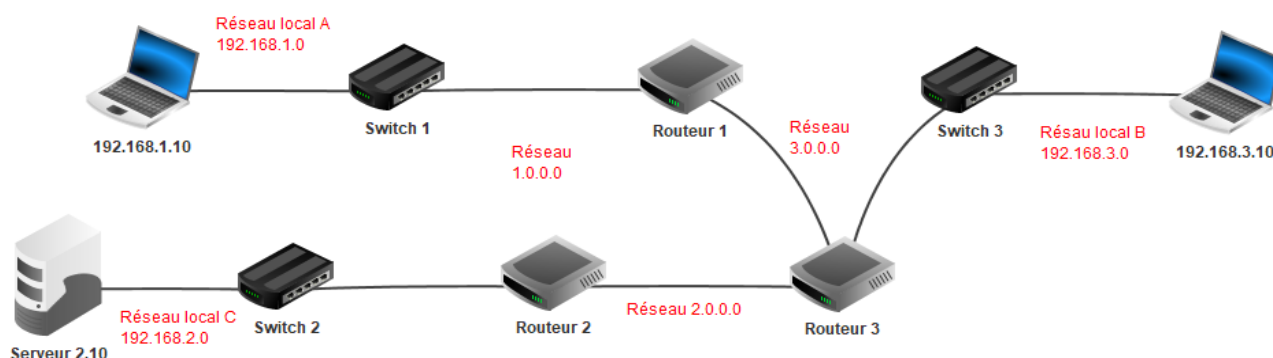 Réseau local A
192.168.1.0
192.168.1.10
Switch 1
Routeur 1
Réseau
3.0.0.0
Switch 3
Résau local B
192.168.3.0
192.168.3.10
Réseau
1.0.0.0
Serveur 2.10
Réseau local C
192.168.2.0
Switch 2
Routeur 2
Réseau 2.0.0.0
Routeur 3